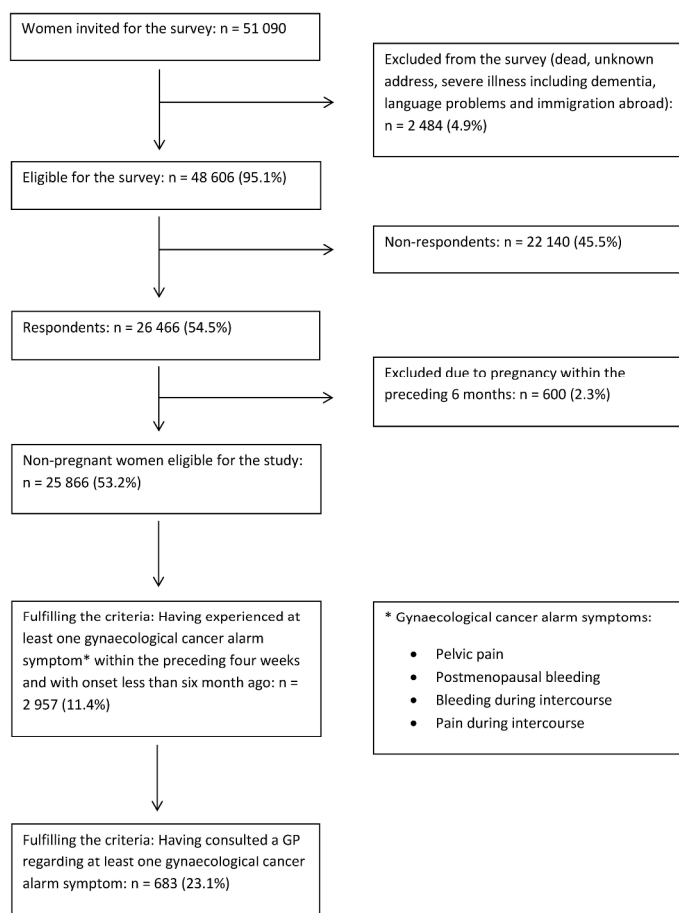 Women invited for the survey: n = 51 090
Excluded from the survey (dead, unknown
address, severe illness including dementia,
language problems and immigration abroad):
n = 2 484 (4.9%)
Eligible for the survey: n = 48 606 (95.1%)
Non-respondents: n = 22 140 (45.5%)
Respondents: n = 26 466 (54.5%)
Excluded due to pregnancy within the
preceding 6 months: n = 600 (2.3%)
Non-pregnant women eligible for the study:
n = 25 866 (53.2%)
Fulfilling the criteria: Having experienced at
least one gynaecological cancer alarm
symptom* within the preceding four weeks
and with onset less than six month ago: n =
2 957 (11.4%)
* Gynaecological cancer alarm symptoms:
• Pelvic pain
• Postmenopausal bleeding
• Bleeding during intercourse
• Pain during intercourse
Fulfilling the criteria: Having consulted a GP
regarding at least one gynaecological cancer
alarm symptom: n = 683 (23.1%)